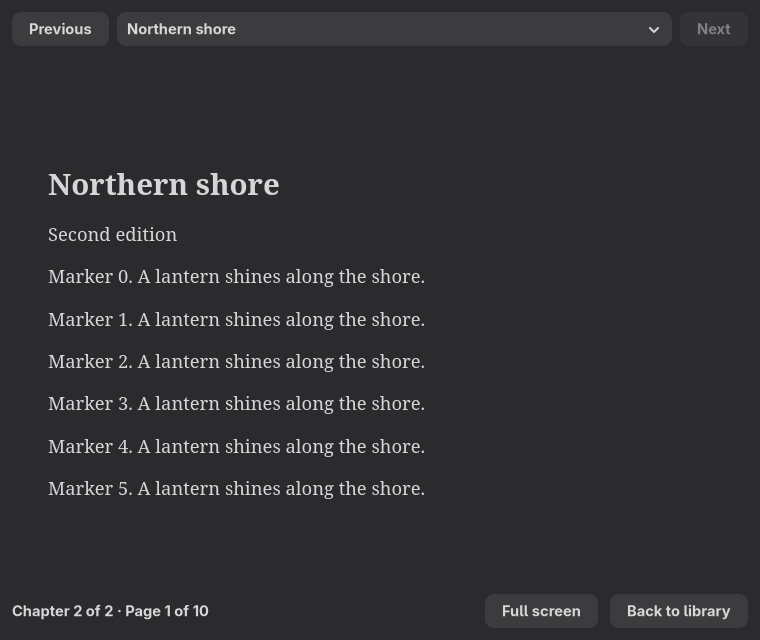 Previous
Northern shore
Next
Northern shore
Second edition
Marker 0. A lantern shines along the shore.
Marker 1. A lantern shines along the shore.
Marker 2. A lantern shines along the shore.
Marker 3. A lantern shines along the shore.
Marker 4. A lantern shines along the shore.
Marker 5. A lantern shines along the shore.
Chapter 2 of 2 · Page 1 of 10
Full screen
Back to library